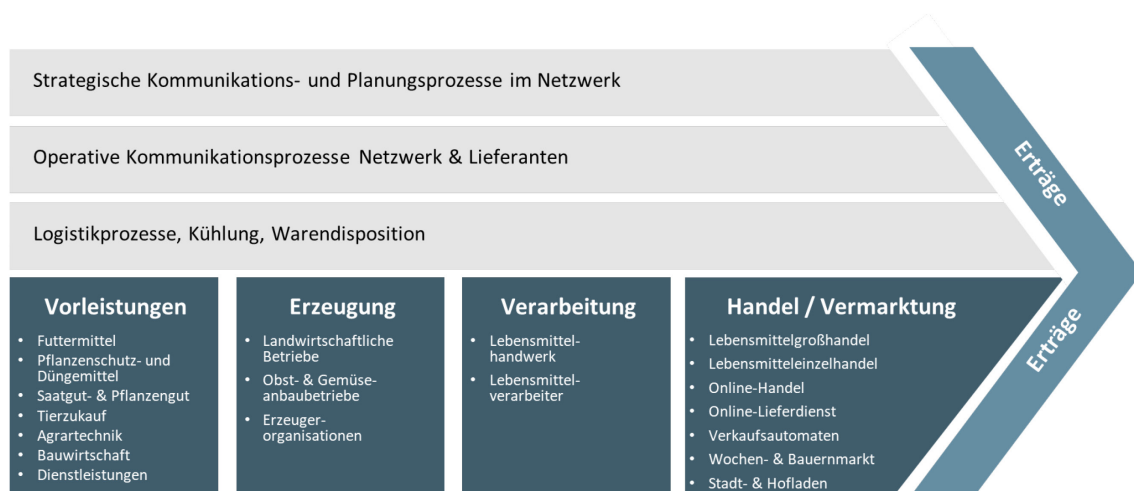 Strategische Kommunikations- und Planungsprozesse im Netzwerk
Operative Kommunikationsprozesse Netzwerk & Lieferanten
Logistikprozesse, Kühlung, Warendisposition
Erträge
Erträge
Vorleistungen
• Futtermittel
• Pflanzenschutz- und
Düngemittel
• Saatgut- & Pflanzengut
• Tierzukauf
• Agrartechnik
• Bauwirtschaft
• Dienstleistungen
Erzeugung
• Landwirtschaftliche
Betriebe
• Obst- & Gemüse-
anbaubetriebe
• Erzeuger-
organisationen
Verarbeitung
• Lebensmittel-
handwerk
• Lebensmittel-
verarbeiter
Handel / Vermarktung
• Lebensmittelgroßhandel
• Lebensmitteleinzelhandel
• Online-Handel
• Online-Lieferdienst
• Verkaufsautomaten
• Wochen- & Bauernmarkt
• Stadt- & Hofladen